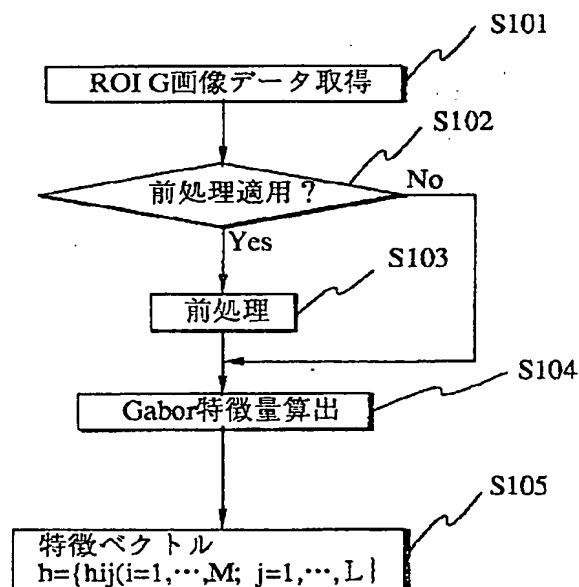 S101
ROI G画像データ取得
S102
前処理適用？
No
Yes
S103
前処理
S104
Gabor特徴量算出
S105
特徴ベクトル
h={hij(i=1,…,M; j=1,…,L}